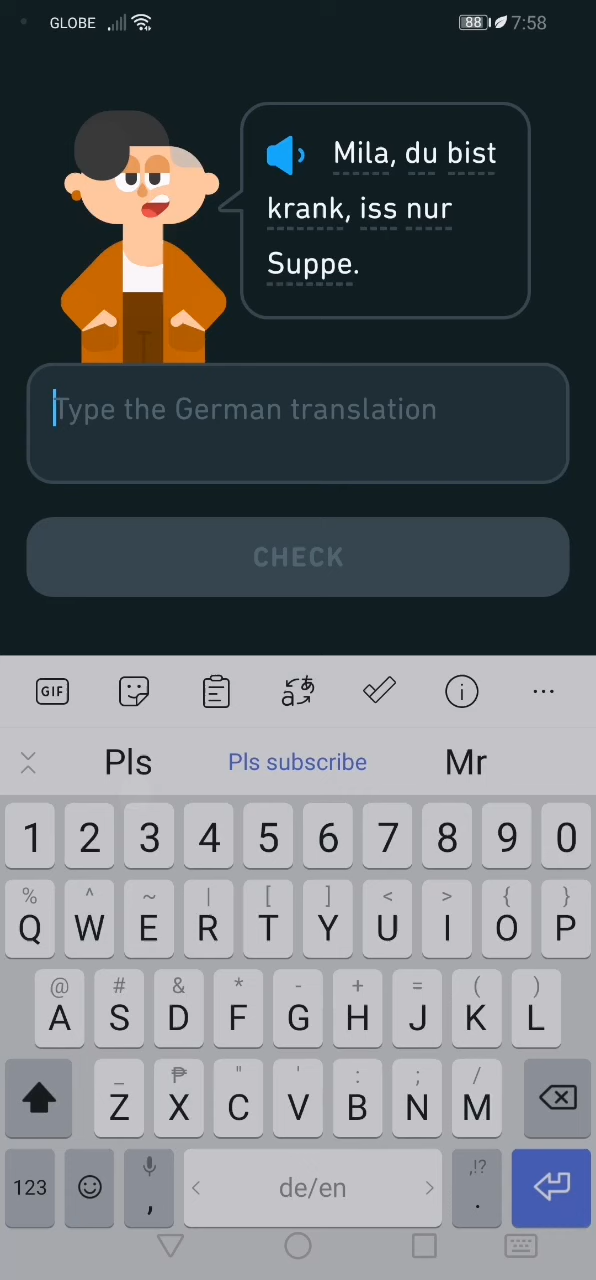 GLOBE 88 7:58
Mila, du bist
krank, iss nur
Suppe.
Type the German translation
CHECK
GIF
Pls Pls subscribe Mr
1 2 3 4 5 6 7 8 9 0
% ^ ~ | [ ] < > { }
Q W E R T Y U I O P
@ # & * - + = ( )
A S D F G H J K L
_ ₱ " ' : ; /
Z X C V B N M
123 , de/en ,!? .